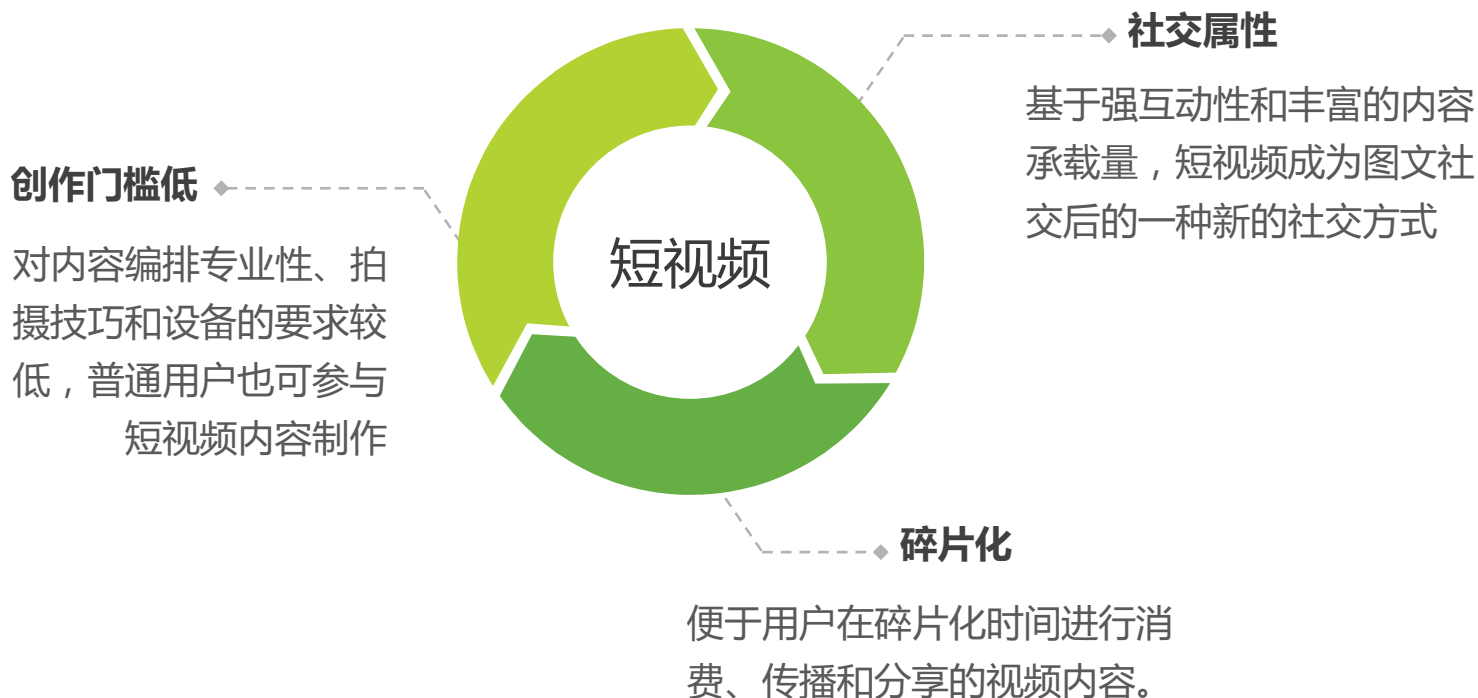 社交属性
基于强互动性和丰富的内容
承载量，短视频成为图文社
交后的一种新的社交方式
创作门槛低
对内容编排专业性、拍
摄技巧和设备的要求较
低，普通用户也可参与
短视频内容制作
短视频
碎片化
便于用户在碎片化时间进行消
费、传播和分享的视频内容。